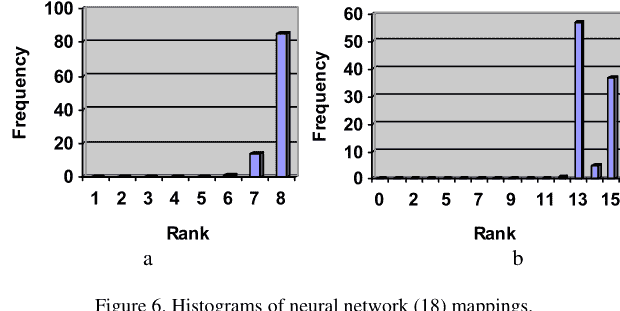 100
80
60
40
20
0
Frequency
1 2 3 4 5 6 7 8
Rank
a
60
50
40
30
20
10
0
Frequency
0 2 5 7 9 11 13 15
Rank
b
Figure 6. Histograms of neural network (18) mappings.